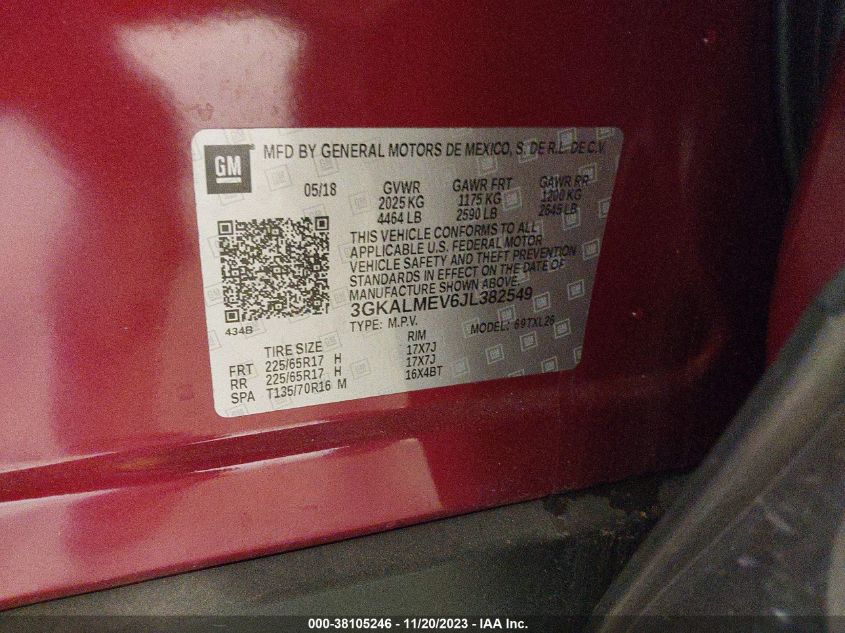 GM
MFD BY GENERAL MOTORS DE MEXICO, S. DE R.L. DE C.V
05/18 GVWR GAWR FRT GAWR RR
2025 KG 1175 KG 1200 KG
4464 LB 2590 LB 2645 LB
THIS VEHICLE CONFORMS TO ALL
APPLICABLE U.S. FEDERAL MOTOR
VEHICLE SAFETY AND THEFT PREVENTION
STANDARDS IN EFFECT ON THE DATE OF
MANUFACTURE SHOWN ABOVE.
434B 3GKALMEV6JL382549
TYPE: M.P.V. MODEL: 69TXL26
TIRE SIZE RIM
FRT 225/65R17 H 17X7J
RR 225/65R17 H 17X7J
SPA T135/70R16 M 16X4BT
000-38105246 - 11/20/2023 - IAA Inc.